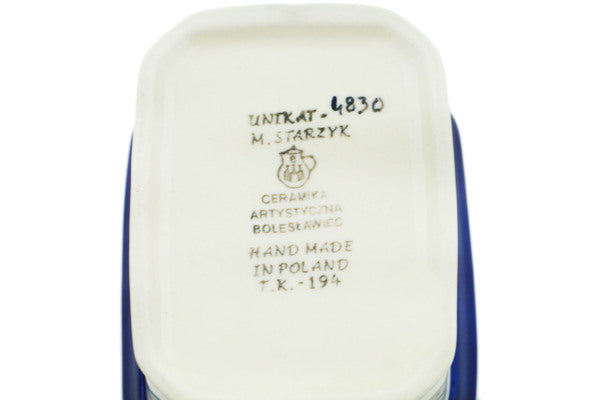 UNIKAT - 4830
M. STARZYK
CERAMIKA
ARTYSTYCZNA
BOLESŁAWIEC
HAND MADE
IN POLAND
T.K. - 194